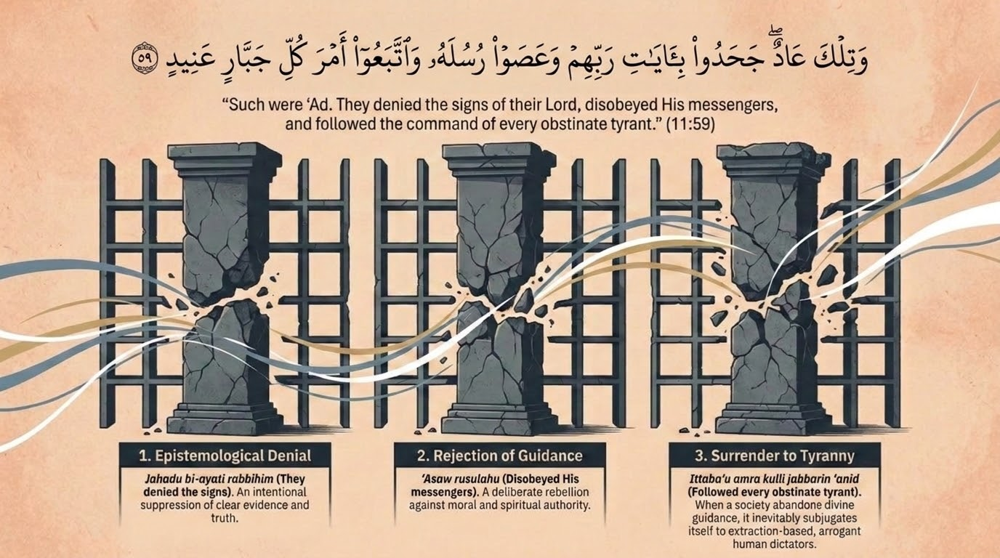 وَتِلْكَ عَادٌ ۖ جَحَدُوا۟ بِـَٔايَـٰتِ رَبِّهِمْ وَعَصَوْا۟ رُسُلَهُۥ وَٱتَّبَعُوٓا۟ أَمْرَ كُلِّ جَبَّارٍ عَنِيدٍ ٥٩
“Such were ‘Ad. They denied the signs of their Lord, disobeyed His messengers,
and followed the command of every obstinate tyrant.” (11:59)
1. Epistemological Denial
Jahadu bi-ayati rabbihim (They
denied the signs). An intentional
suppression of clear evidence and
truth.
2. Rejection of Guidance
‘Asaw rusulahu (Disobeyed His
messengers). A deliberate rebellion
against moral and spiritual authority.
3. Surrender to Tyranny
Ittaba‘u amra kulli jabbarin ‘anid
(Followed every obstinate tyrant).
When a society abandone divine
guidance, it inevitably subjugates
itself to extraction-based, arrogant
human dictators.